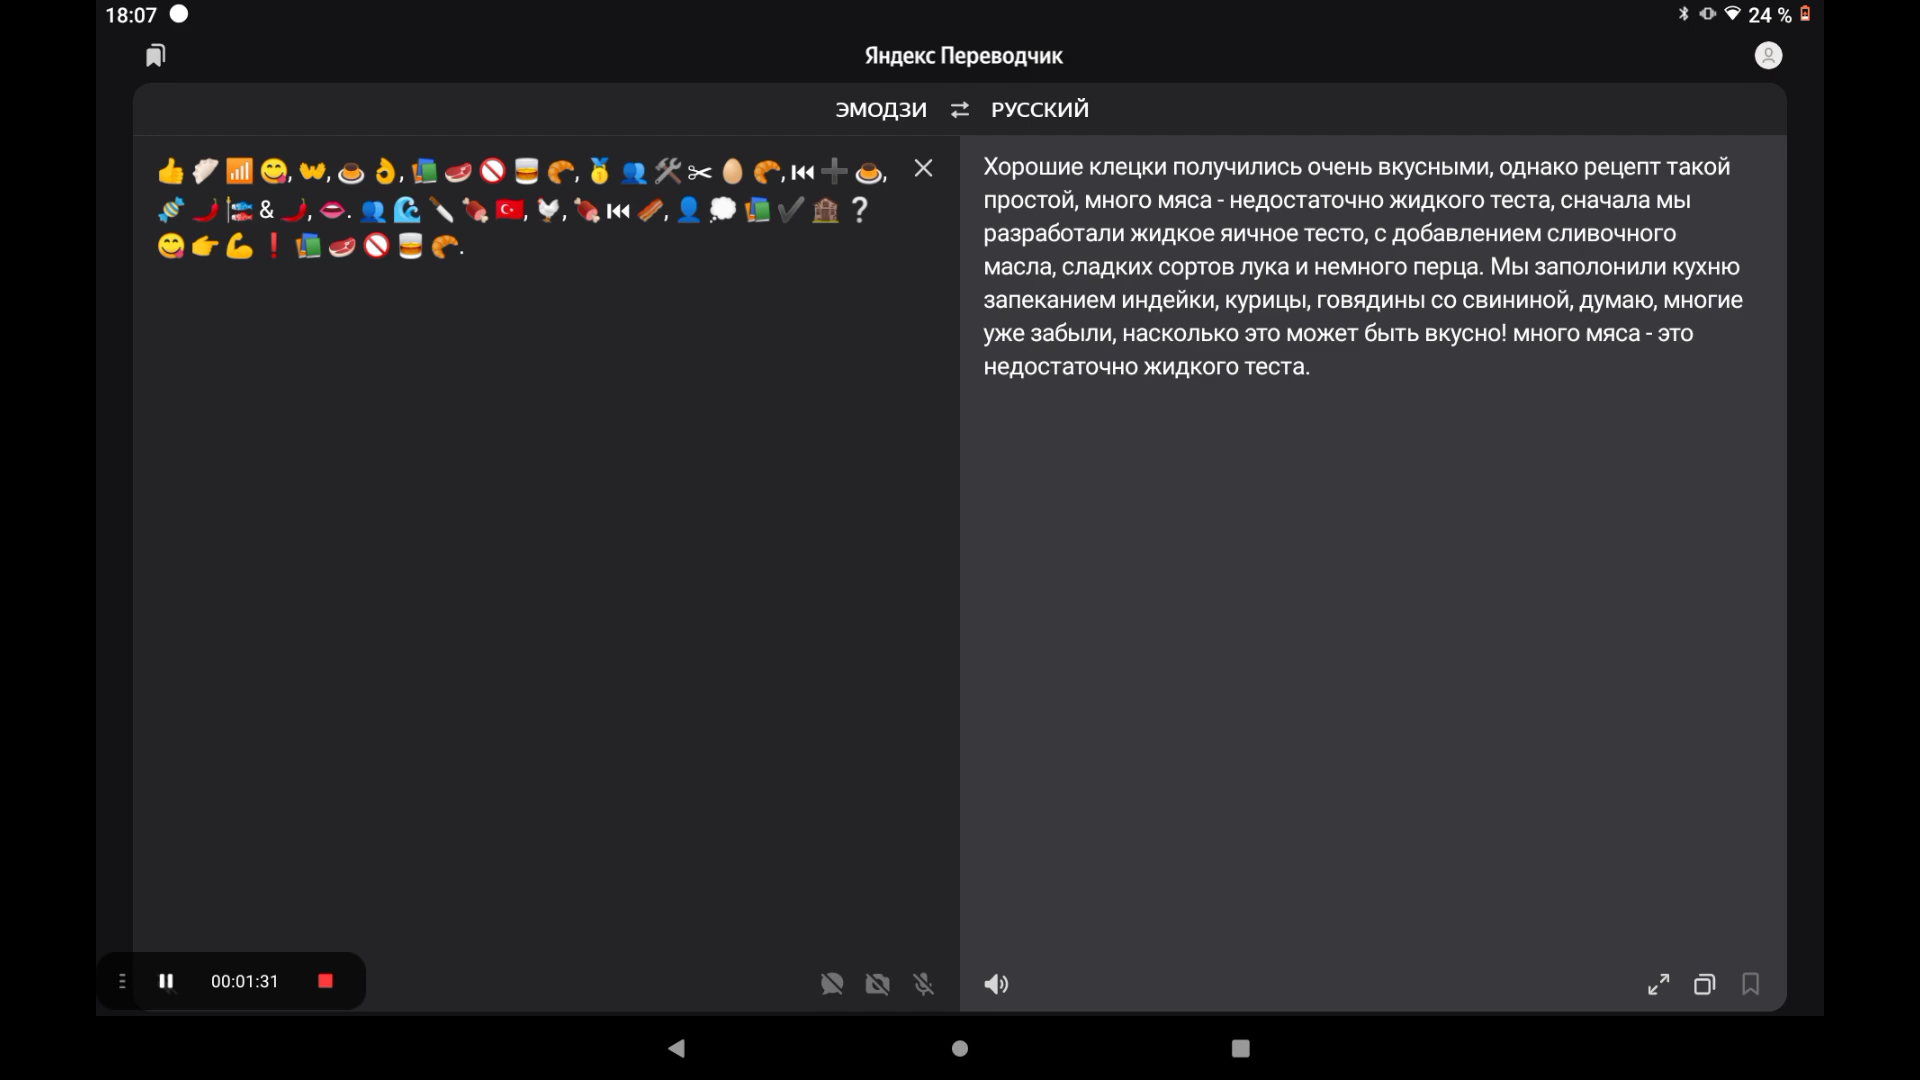 18:07
24 %
Яндекс Переводчик
ЭМОДЗИ ⇄ РУССКИЙ
👍🥟📶😋, 👐, 🍮👌, 📚🥩🚫🥃🥐, 🥇👥🛠✂🥚🥐, ⏮➕🍮,
🍬🌶🎏&🌶, 👄. 👥🌊🔪🍖🇹🇷, 🐓, 🍖⏮🥓, 👤💭📚✔🏚❓
😋👉💪❗📚🥩🚫🥃🥐.
Хорошие клецки получились очень вкусными, однако рецепт такой
простой, много мяса - недостаточно жидкого теста, сначала мы
разработали жидкое яичное тесто, с добавлением сливочного
масла, сладких сортов лука и немного перца. Мы заполонили кухню
запеканием индейки, курицы, говядины со свининой, думаю, многие
уже забыли, насколько это может быть вкусно! много мяса - это
недостаточно жидкого теста.
00:01:31